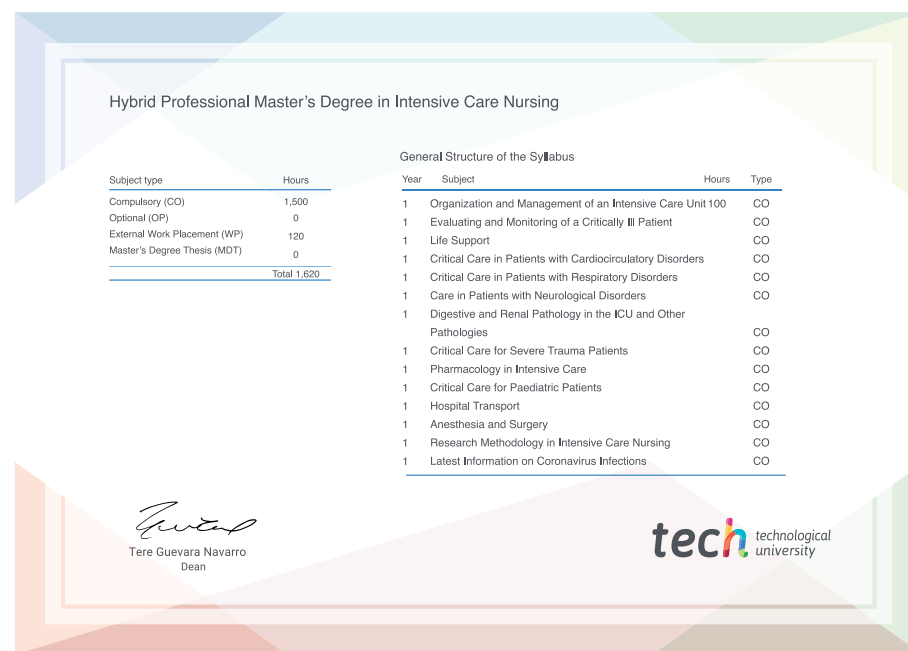 Hybrid Professional Master's Degree in Intensive Care Nursing
Subject type Hours
Compulsory (CO) 1,500
Optional (OP) 0
External Work Placement (WP) 120
Master's Degree Thesis (MDT) 0
Total 1,620
General Structure of the Syllabus
Year Subject Hours Type
1 Organization and Management of an Intensive Care Unit 100 CO
1 Evaluating and Monitoring of a Critically Ill Patient CO
1 Life Support CO
1 Critical Care in Patients with Cardiocirculatory Disorders CO
1 Critical Care in Patients with Respiratory Disorders CO
1 Care in Patients with Neurological Disorders CO
1 Digestive and Renal Pathology in the ICU and Other
Pathologies CO
1 Critical Care for Severe Trauma Patients CO
1 Pharmacology in Intensive Care CO
1 Critical Care for Paediatric Patients CO
1 Hospital Transport CO
1 Anesthesia and Surgery CO
1 Research Methodology in Intensive Care Nursing CO
1 Latest Information on Coronavirus Infections CO
Tere Guevara Navarro
Dean
tech technological
university